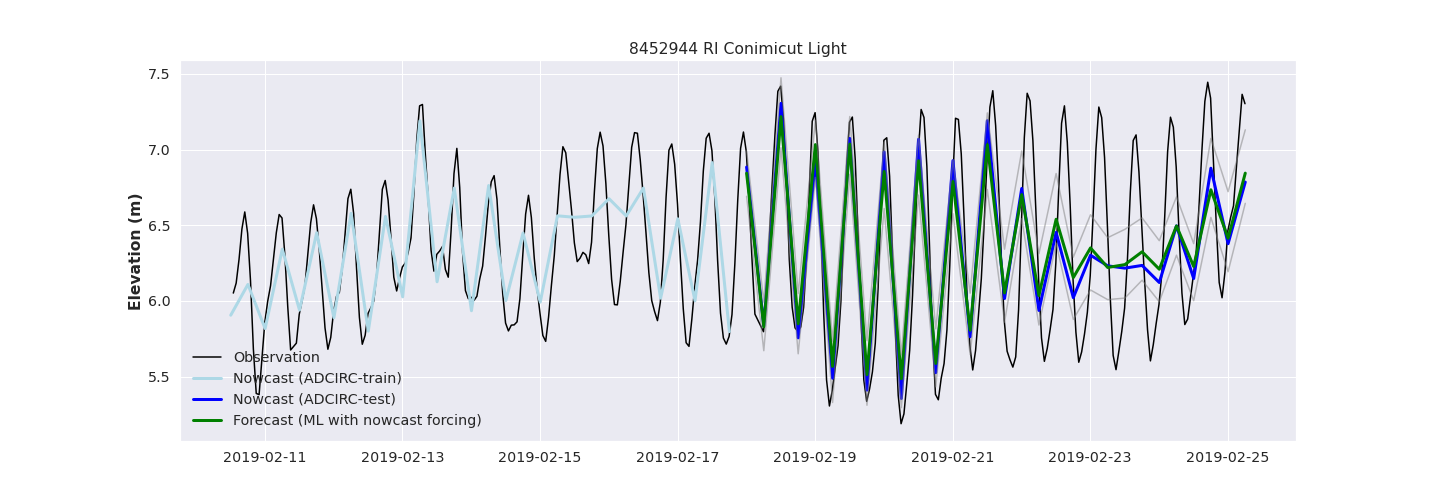 8452944 RI Conimicut Light
7.5
7.0
6.5
6.0
5.5
Elevation (m)
Observation
Nowcast (ADCIRC-train)
Nowcast (ADCIRC-test)
Forecast (ML with nowcast forcing)
2019-02-11
2019-02-13
2019-02-15
2019-02-17
2019-02-19
2019-02-21
2019-02-23
2019-02-25